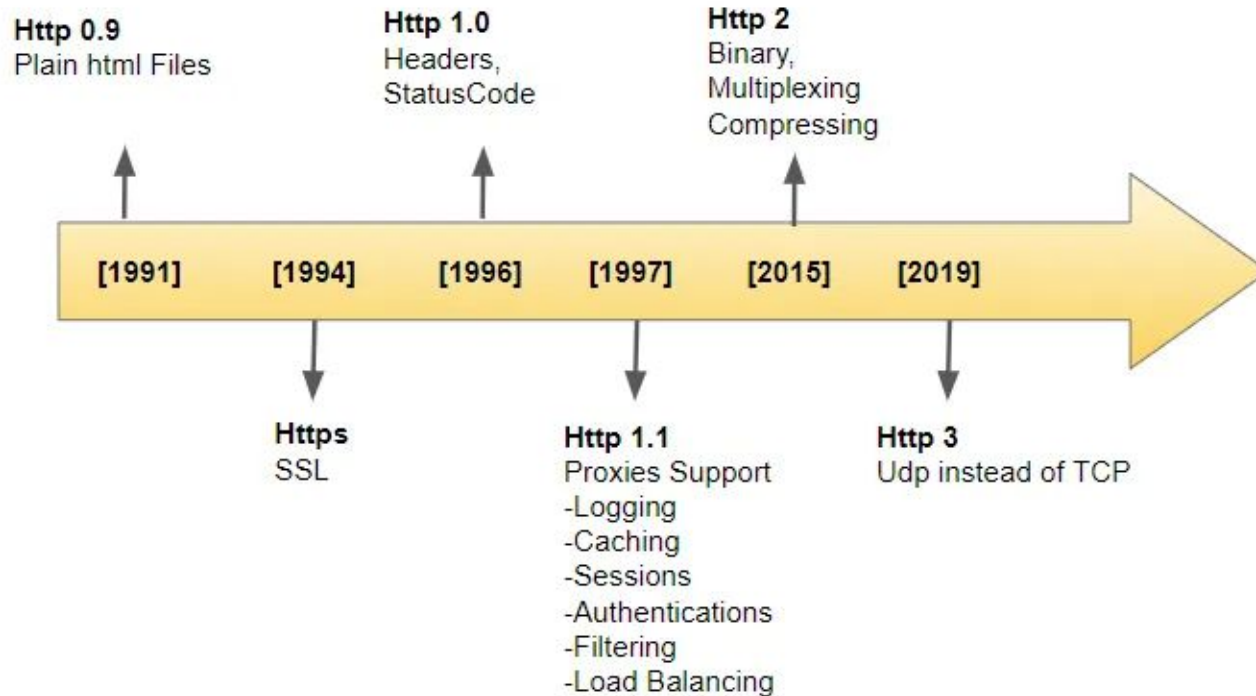 Http 0.9
Plain html Files
Http 1.0
Headers,
StatusCode
Http 2
Binary,
Multiplexing
Compressing
[1991] [1994] [1996] [1997] [2015] [2019]
Https
SSL
Http 1.1
Proxies Support
-Logging
-Caching
-Sessions
-Authentications
-Filtering
-Load Balancing
Http 3
Udp instead of TCP